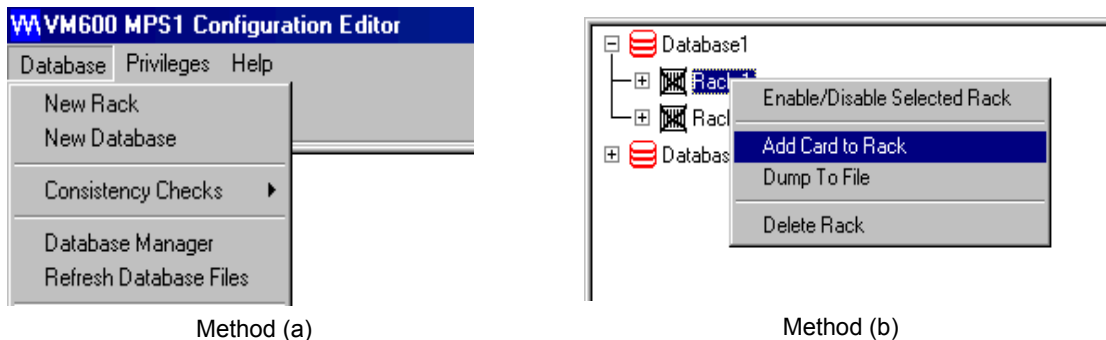 VM600 MPS1 Configuration Editor
Database Privileges Help
New Rack
New Database
Consistency Checks
Database Manager
Refresh Database Files
Method (a)
Database1
Enable/Disable Selected Rack
Add Card to Rack
Dump To File
Delete Rack
Method (b)